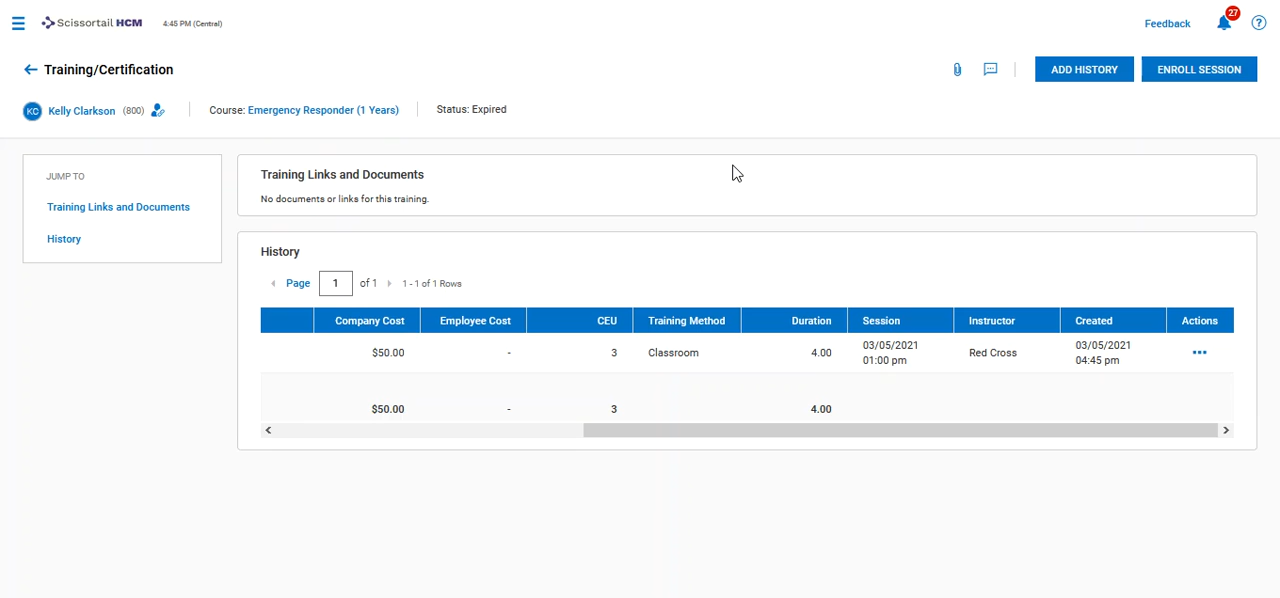 Scissortail HCM 4:45 PM (Central) Feedback 27 ?
Training/Certification ADD HISTORY ENROLL SESSION
KC Kelly Clarkson (800) Course: Emergency Responder (1 Years) Status: Expired
JUMP TO
Training Links and Documents
History
Training Links and Documents
No documents or links for this training.
History
Page 1 of 1 1 - 1 of 1 Rows
Company Cost Employee Cost CEU Training Method Duration Session Instructor Created Actions
$50.00 - 3 Classroom 4.00 03/05/2021 01:00 pm Red Cross 03/05/2021 04:45 pm
$50.00 - 3 4.00